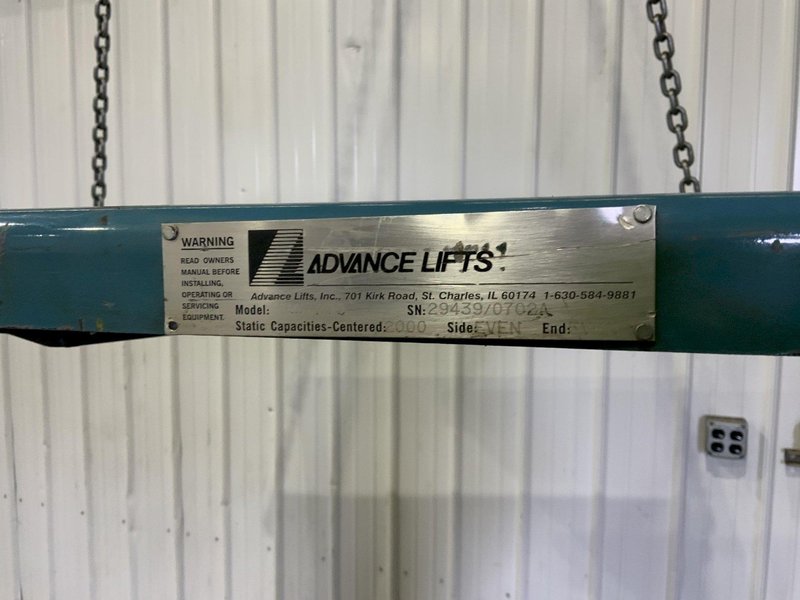 WARNING
READ OWNERS
MANUAL BEFORE
INSTALLING,
OPERATING OR
SERVICING
EQUIPMENT.
ADVANCE LIFTS
Advance Lifts, Inc., 701 Kirk Road, St. Charles, IL 60174 1-630-584-9881
Model: SN: 29439/0702A
Static Capacities-Centered: 2000 Side: EVEN End: